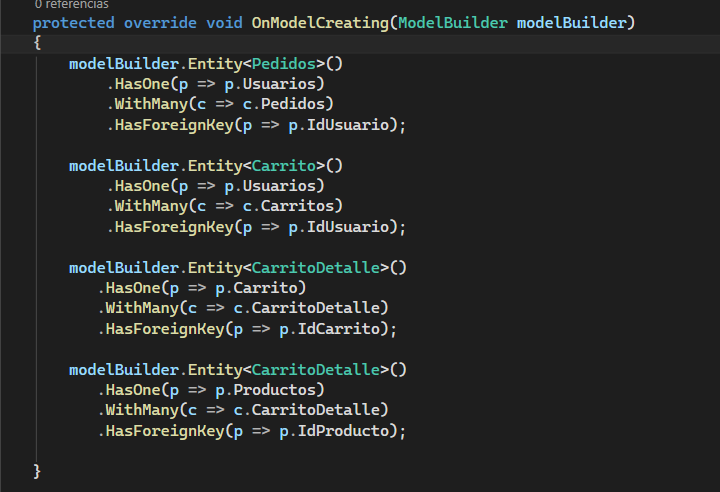 0 referencias
protected override void OnModelCreating(ModelBuilder modelBuilder)
{
modelBuilder.Entity<Pedidos>()
.HasOne(p => p.Usuarios)
.WithMany(c => c.Pedidos)
.HasForeignKey(p => p.IdUsuario);
modelBuilder.Entity<Carrito>()
.HasOne(p => p.Usuarios)
.WithMany(c => c.Carritos)
.HasForeignKey(p => p.IdUsuario);
modelBuilder.Entity<CarritoDetalle>()
.HasOne(p => p.Carrito)
.WithMany(c => c.CarritoDetalle)
.HasForeignKey(p => p.IdCarrito);
modelBuilder.Entity<CarritoDetalle>()
.HasOne(p => p.Productos)
.WithMany(c => c.CarritoDetalle)
.HasForeignKey(p => p.IdProducto);
}